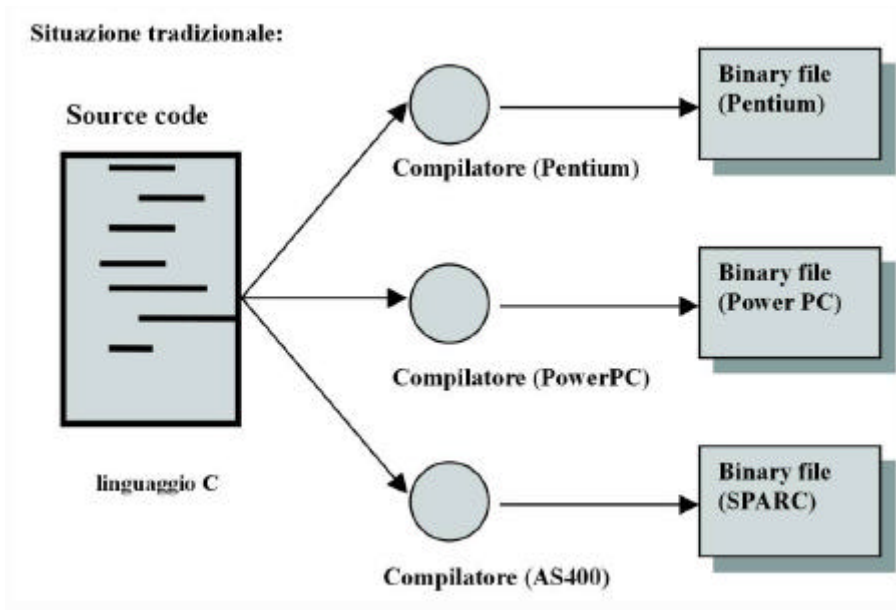 Situazione tradizionale:
Source code
linguaggio C
Compilatore (Pentium)
Binary file
(Pentium)
Compilatore (PowerPC)
Binary file
(Power PC)
Compilatore (AS400)
Binary file
(SPARC)